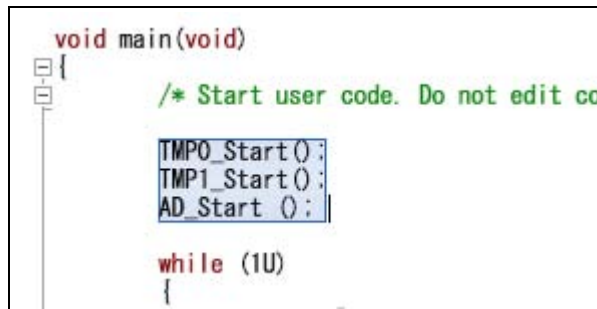 void main(void)
{
/* Start user code. Do not edit co
TMP0_Start();
TMP1_Start();
AD_Start ();
while (1U)
{